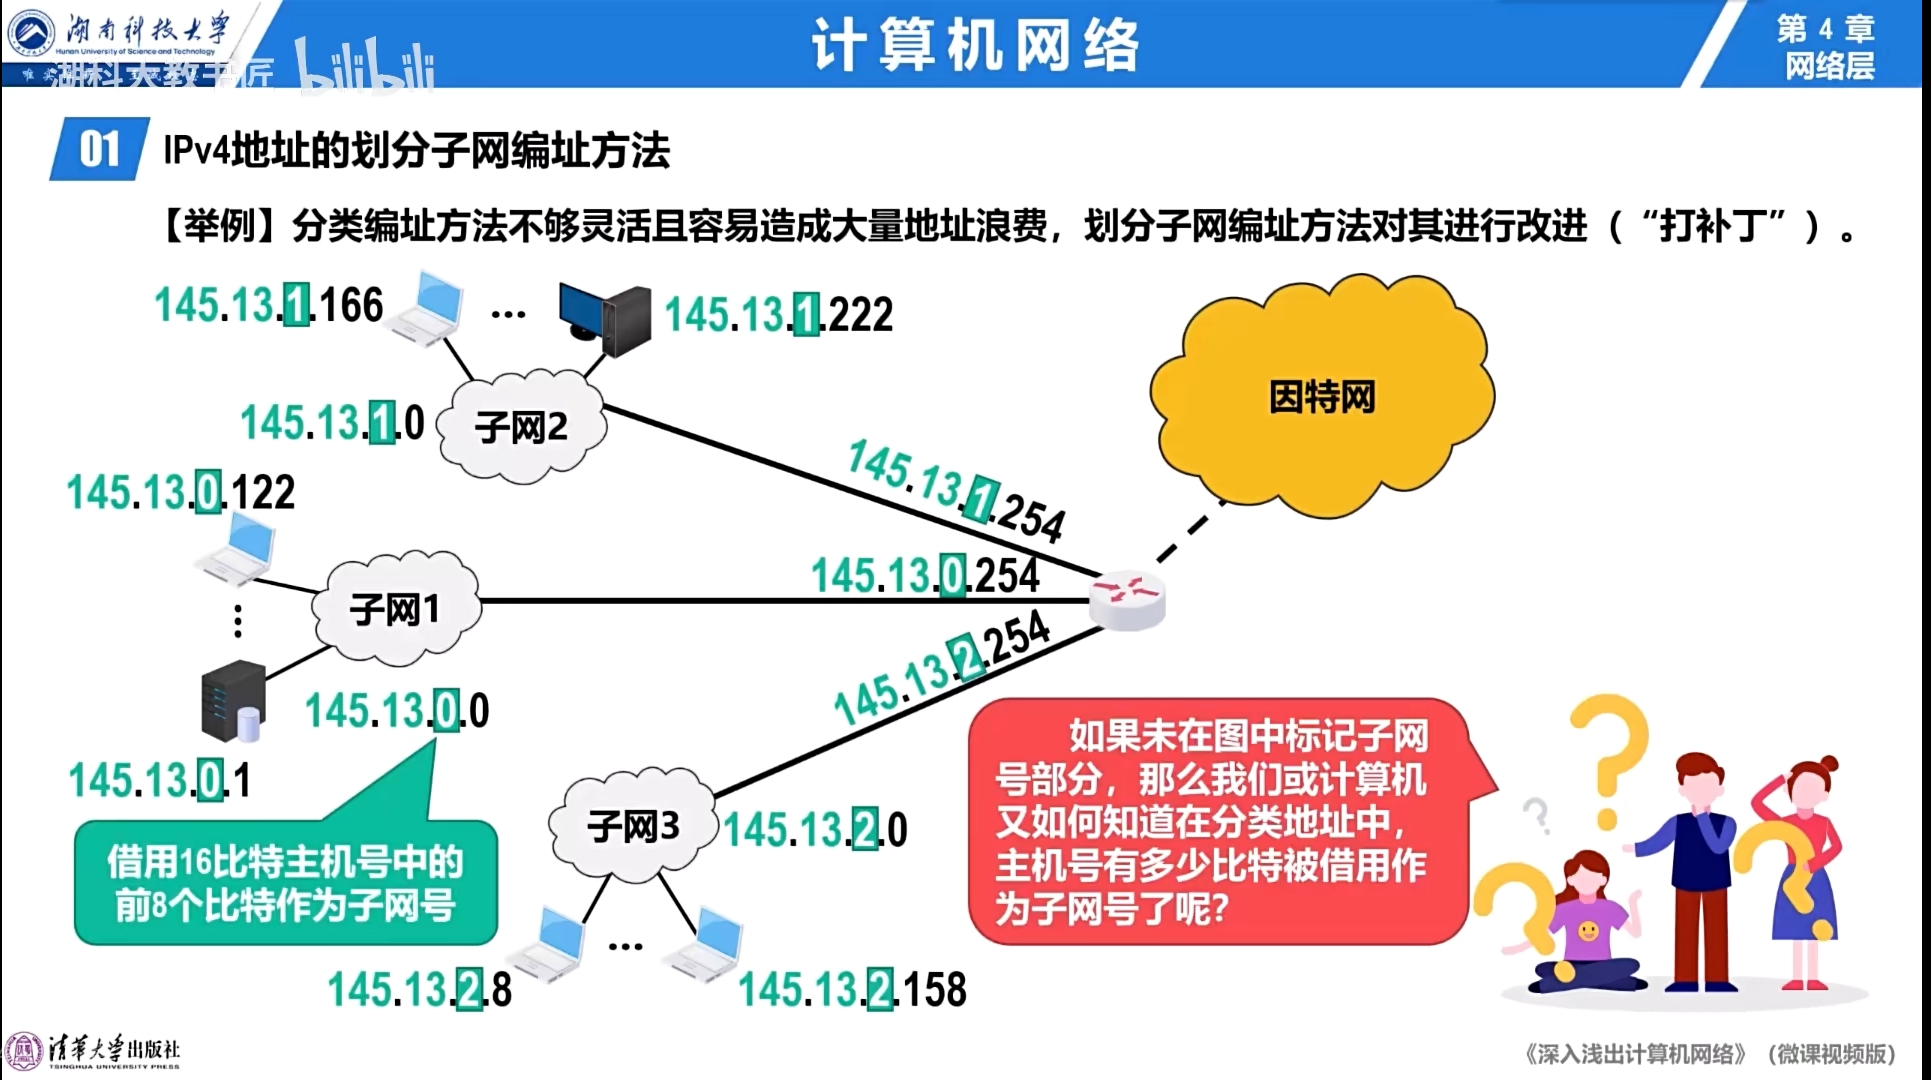 湖南科技大学
Hunan University of Science and Technology
湖科大教书匠 bilibili
计算机网络
第 4 章
网络层
01 IPv4地址的划分子网编址方法
【举例】分类编址方法不够灵活且容易造成大量地址浪费，划分子网编址方法对其进行改进（“打补丁”）。
145.13.1.166
...
145.13.1.222
因特网
145.13.1.0
子网2
145.13.1.254
145.13.0.122
145.13.0.254
子网1
145.13.0.0
145.13.2.254
145.13.0.1
如果未在图中标记子网
号部分，那么我们或计算机
又如何知道在分类地址中，
主机号有多少比特被借用作
为子网号了呢？
子网3
145.13.2.0
借用16比特主机号中的
前8个比特作为子网号
...
145.13.2.8
145.13.2.158
清华大学出版社
TSINGHUA UNIVERSITY PRESS
《深入浅出计算机网络》（微课视频版）